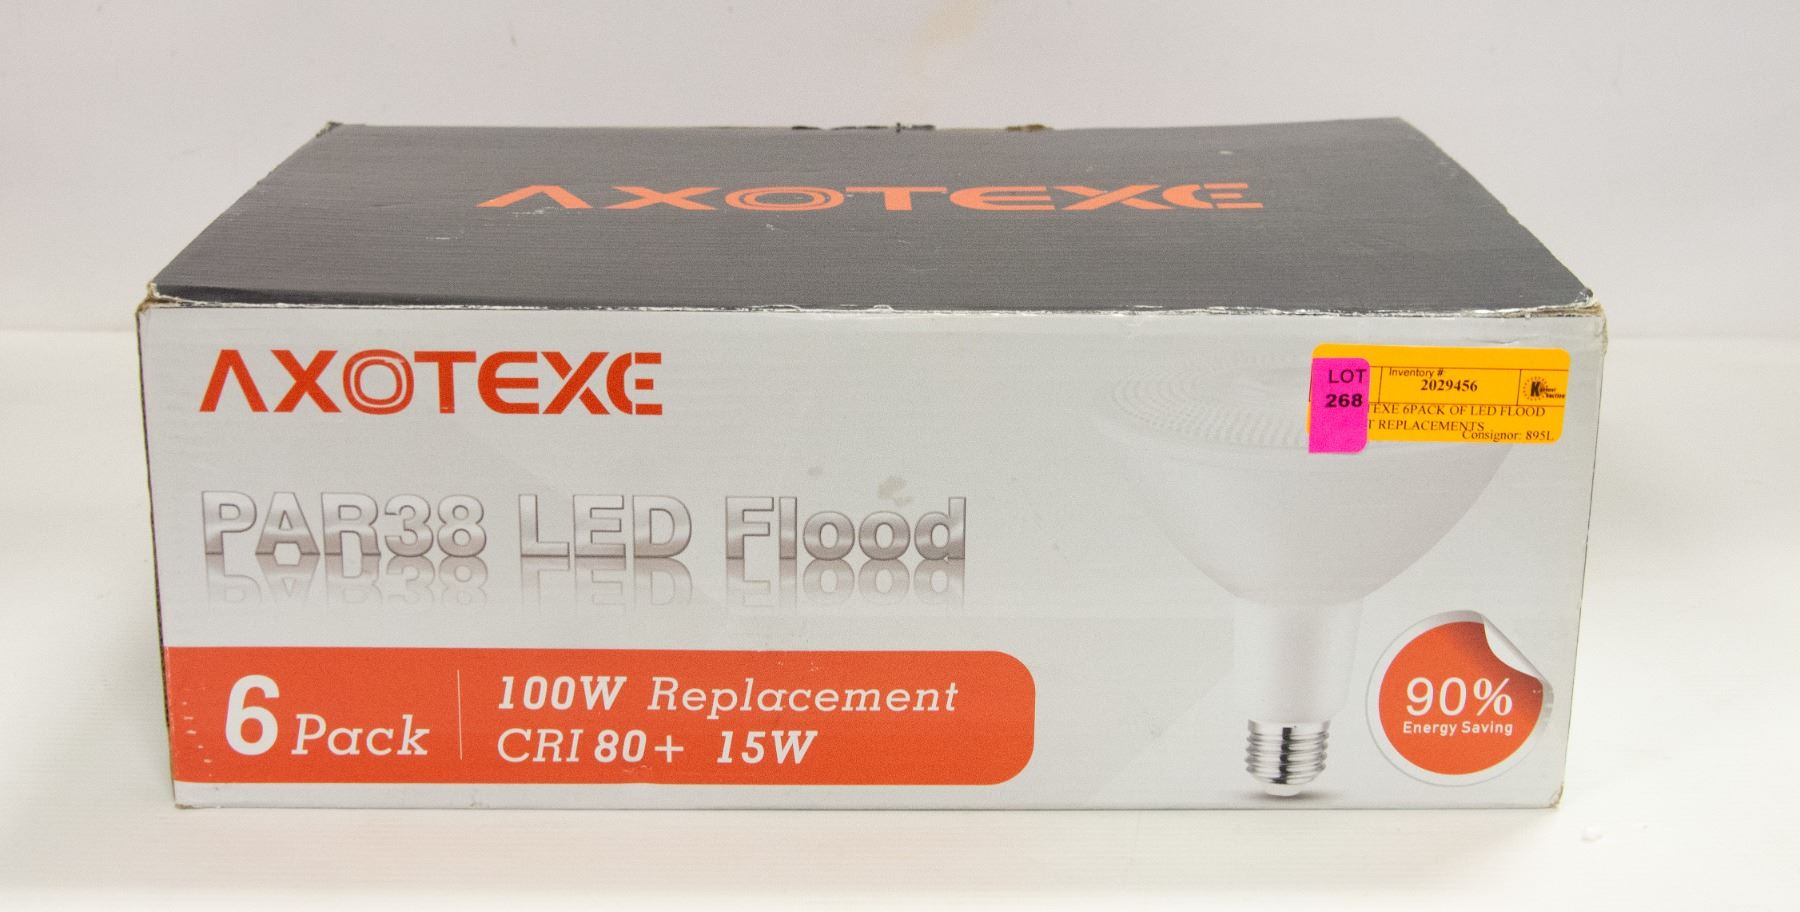 AXOTEXE
AXOTEXE
LOT
268
Inventory #
2029456
TEXE 6PACK OF LED FLOOD
T REPLACEMENTS
Consignor: 895L
PAR38 LED Flood
6 Pack
100W Replacement
CRI 80+ 15W
90%
Energy Saving